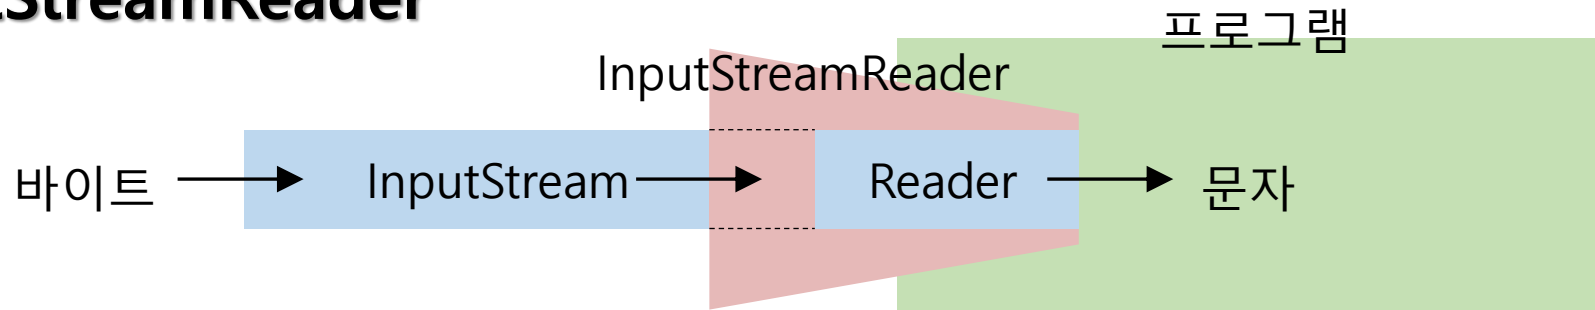 StreamReader
프로그램
InputStreamReader
바이트
InputStream
Reader
문자